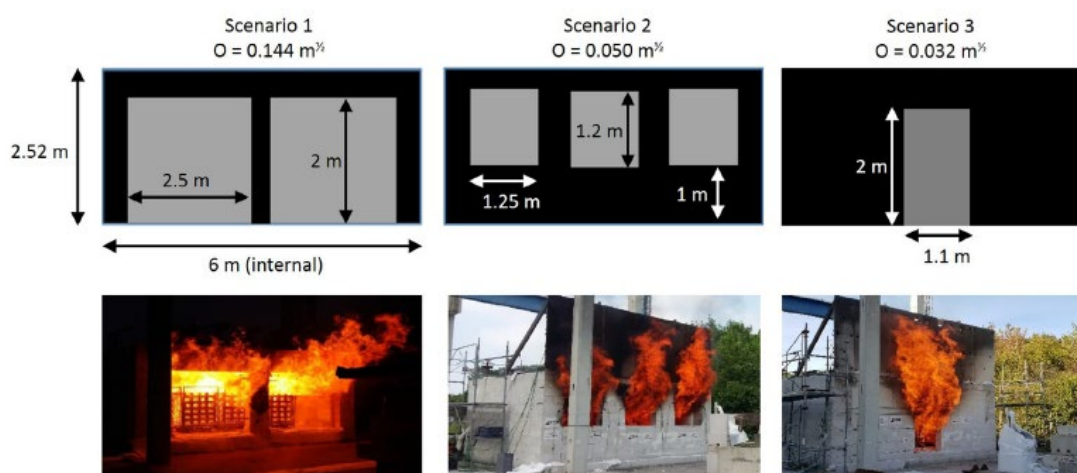 Scenario 1
O = 0.144 m½
Scenario 2
O = 0.050 m½
Scenario 3
O = 0.032 m½
2.52 m
2.5 m
2 m
6 m (internal)
1.2 m
1.25 m
1 m
2 m
1.1 m